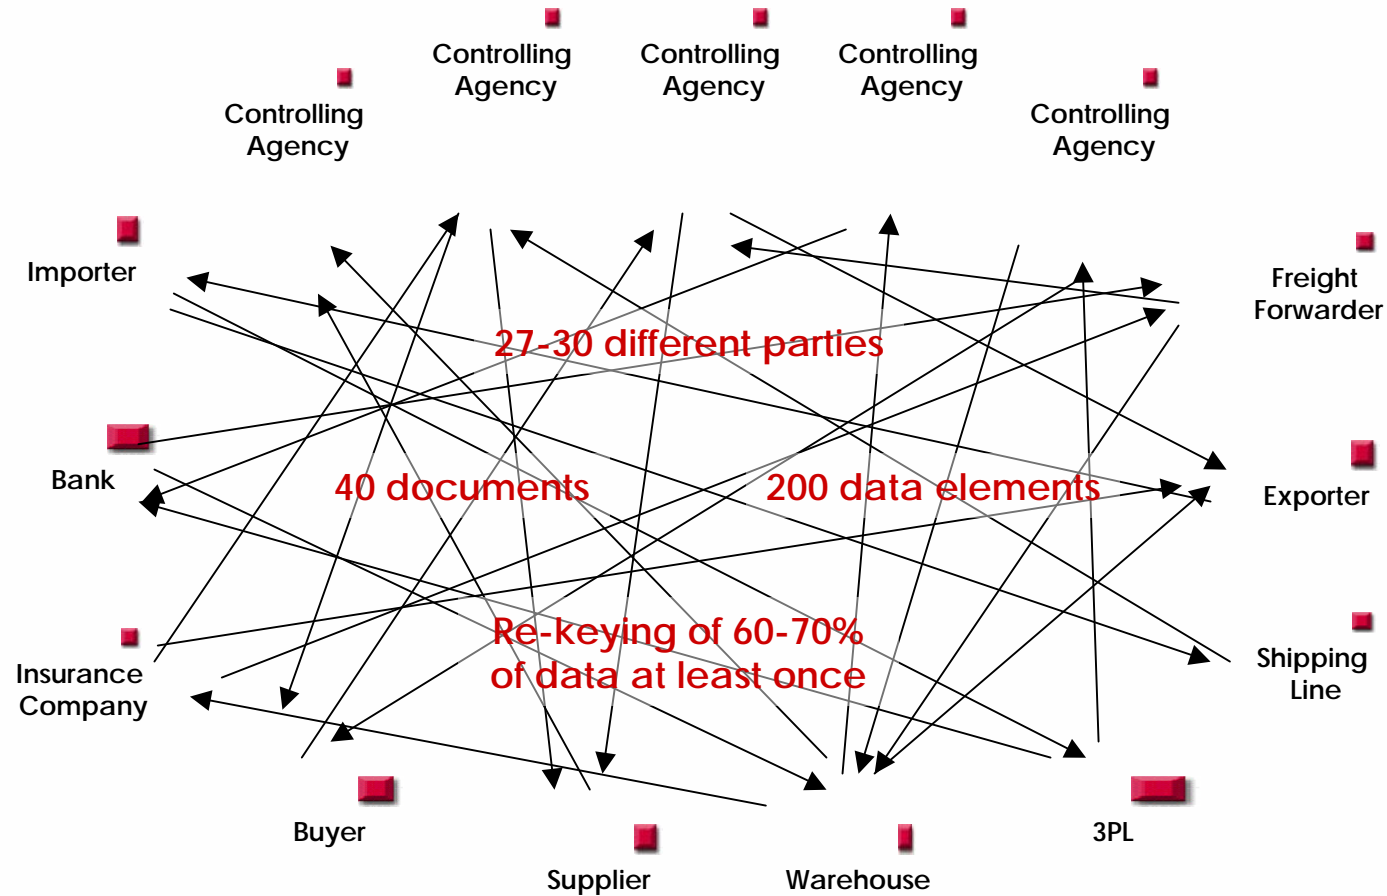 Controlling
Agency
Controlling
Agency
Controlling
Agency
Controlling
Agency
Controlling
Agency
Importer
Freight
Forwarder
27-30 different parties
Bank
40 documents
200 data elements
Exporter
Re-keying of 60-70%
of data at least once
Insurance
Company
Shipping
Line
Buyer
3PL
Supplier
Warehouse